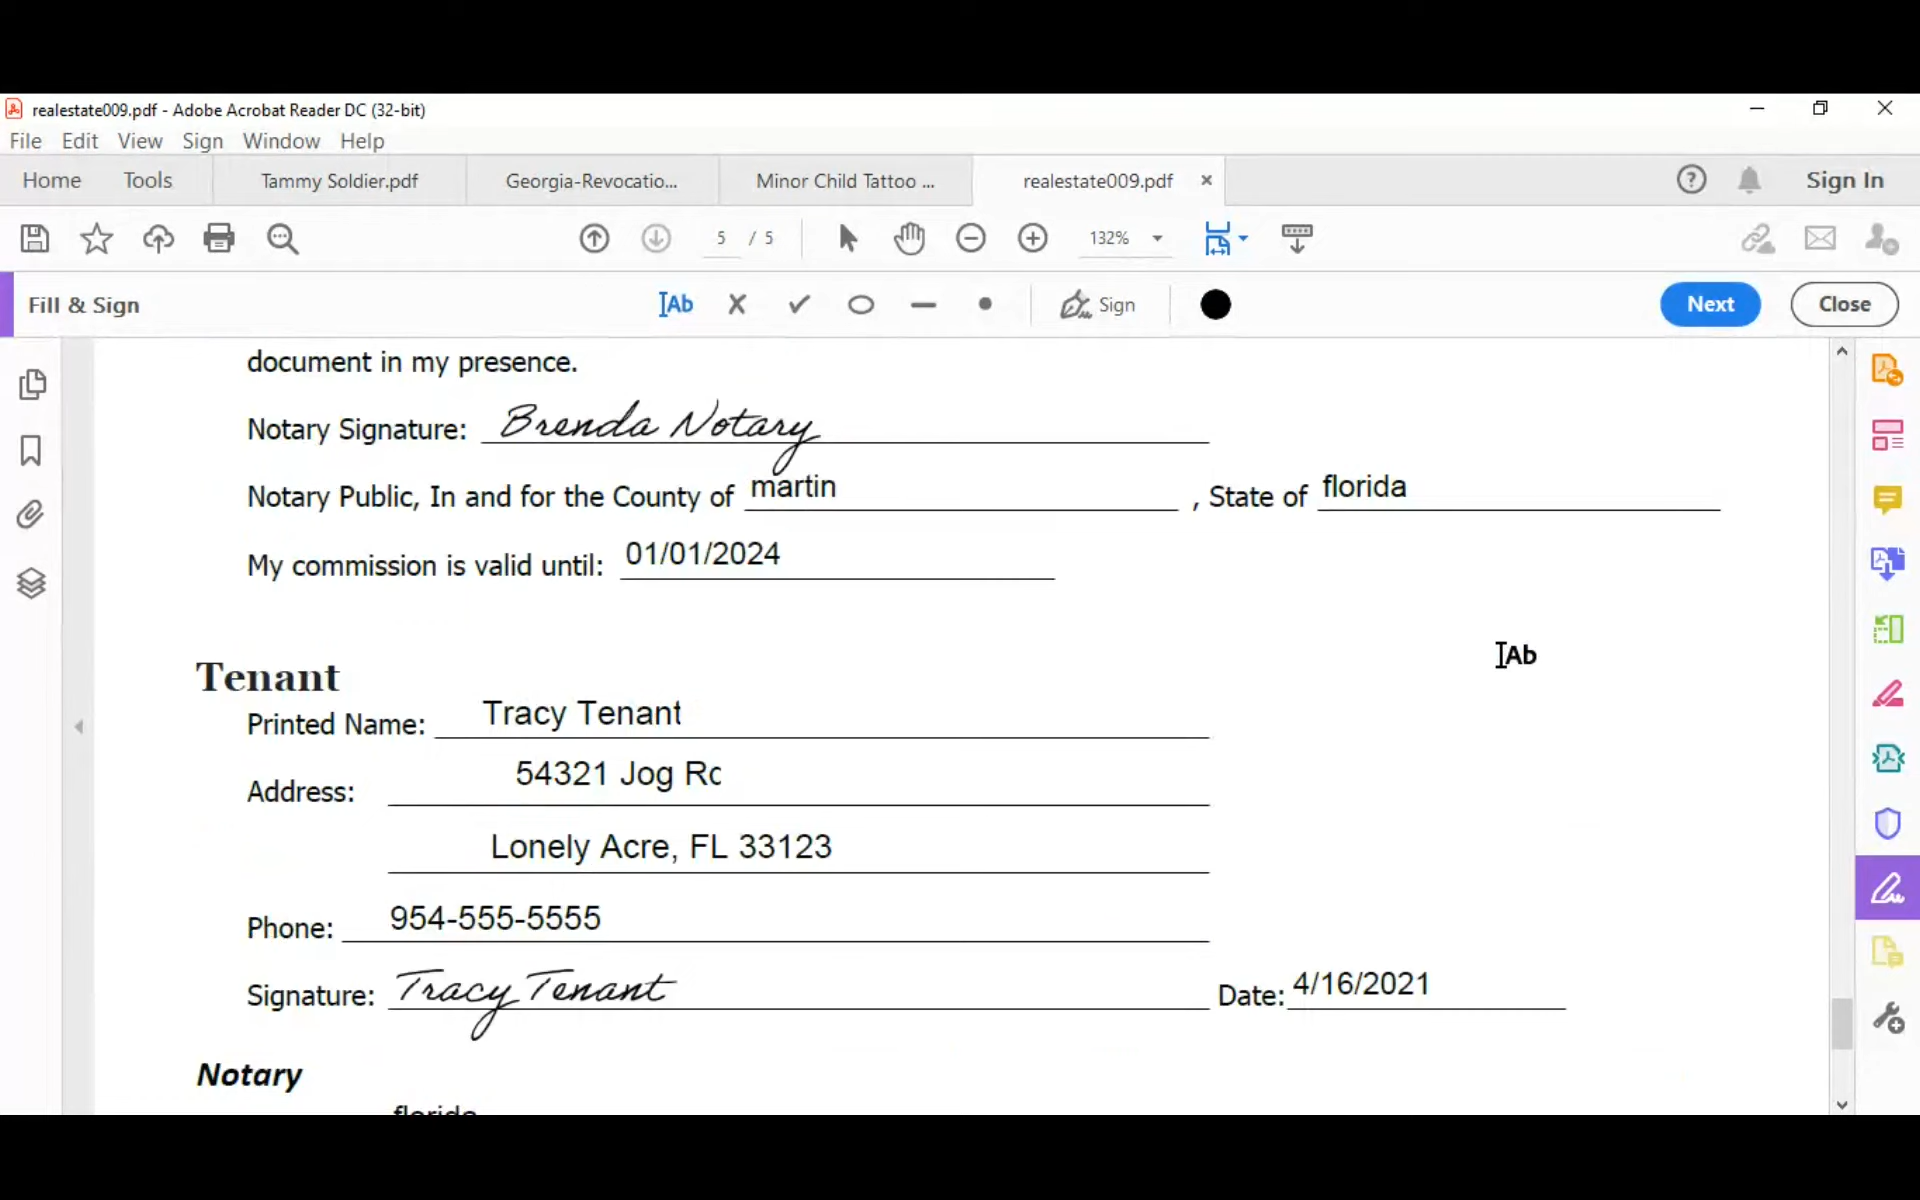 realestate009.pdf - Adobe Acrobat Reader DC (32-bit)
File Edit View Sign Window Help
Home Tools Tammy Soldier.pdf Georgia-Revocatio... Minor Child Tattoo ... realestate009.pdf × Sign In
5 / 5 132%
Fill & Sign Ab Sign Next Close
document in my presence.
Notary Signature: Brenda Notary
Notary Public, In and for the County of martin , State of florida
My commission is valid until: 01/01/2024
Ab
Tenant
Printed Name: Tracy Tenant
Address: 54321 Jog Rd
Lonely Acre, FL 33123
Phone: 954-555-5555
Signature: Tracy Tenant Date: 4/16/2021
Notary
florida